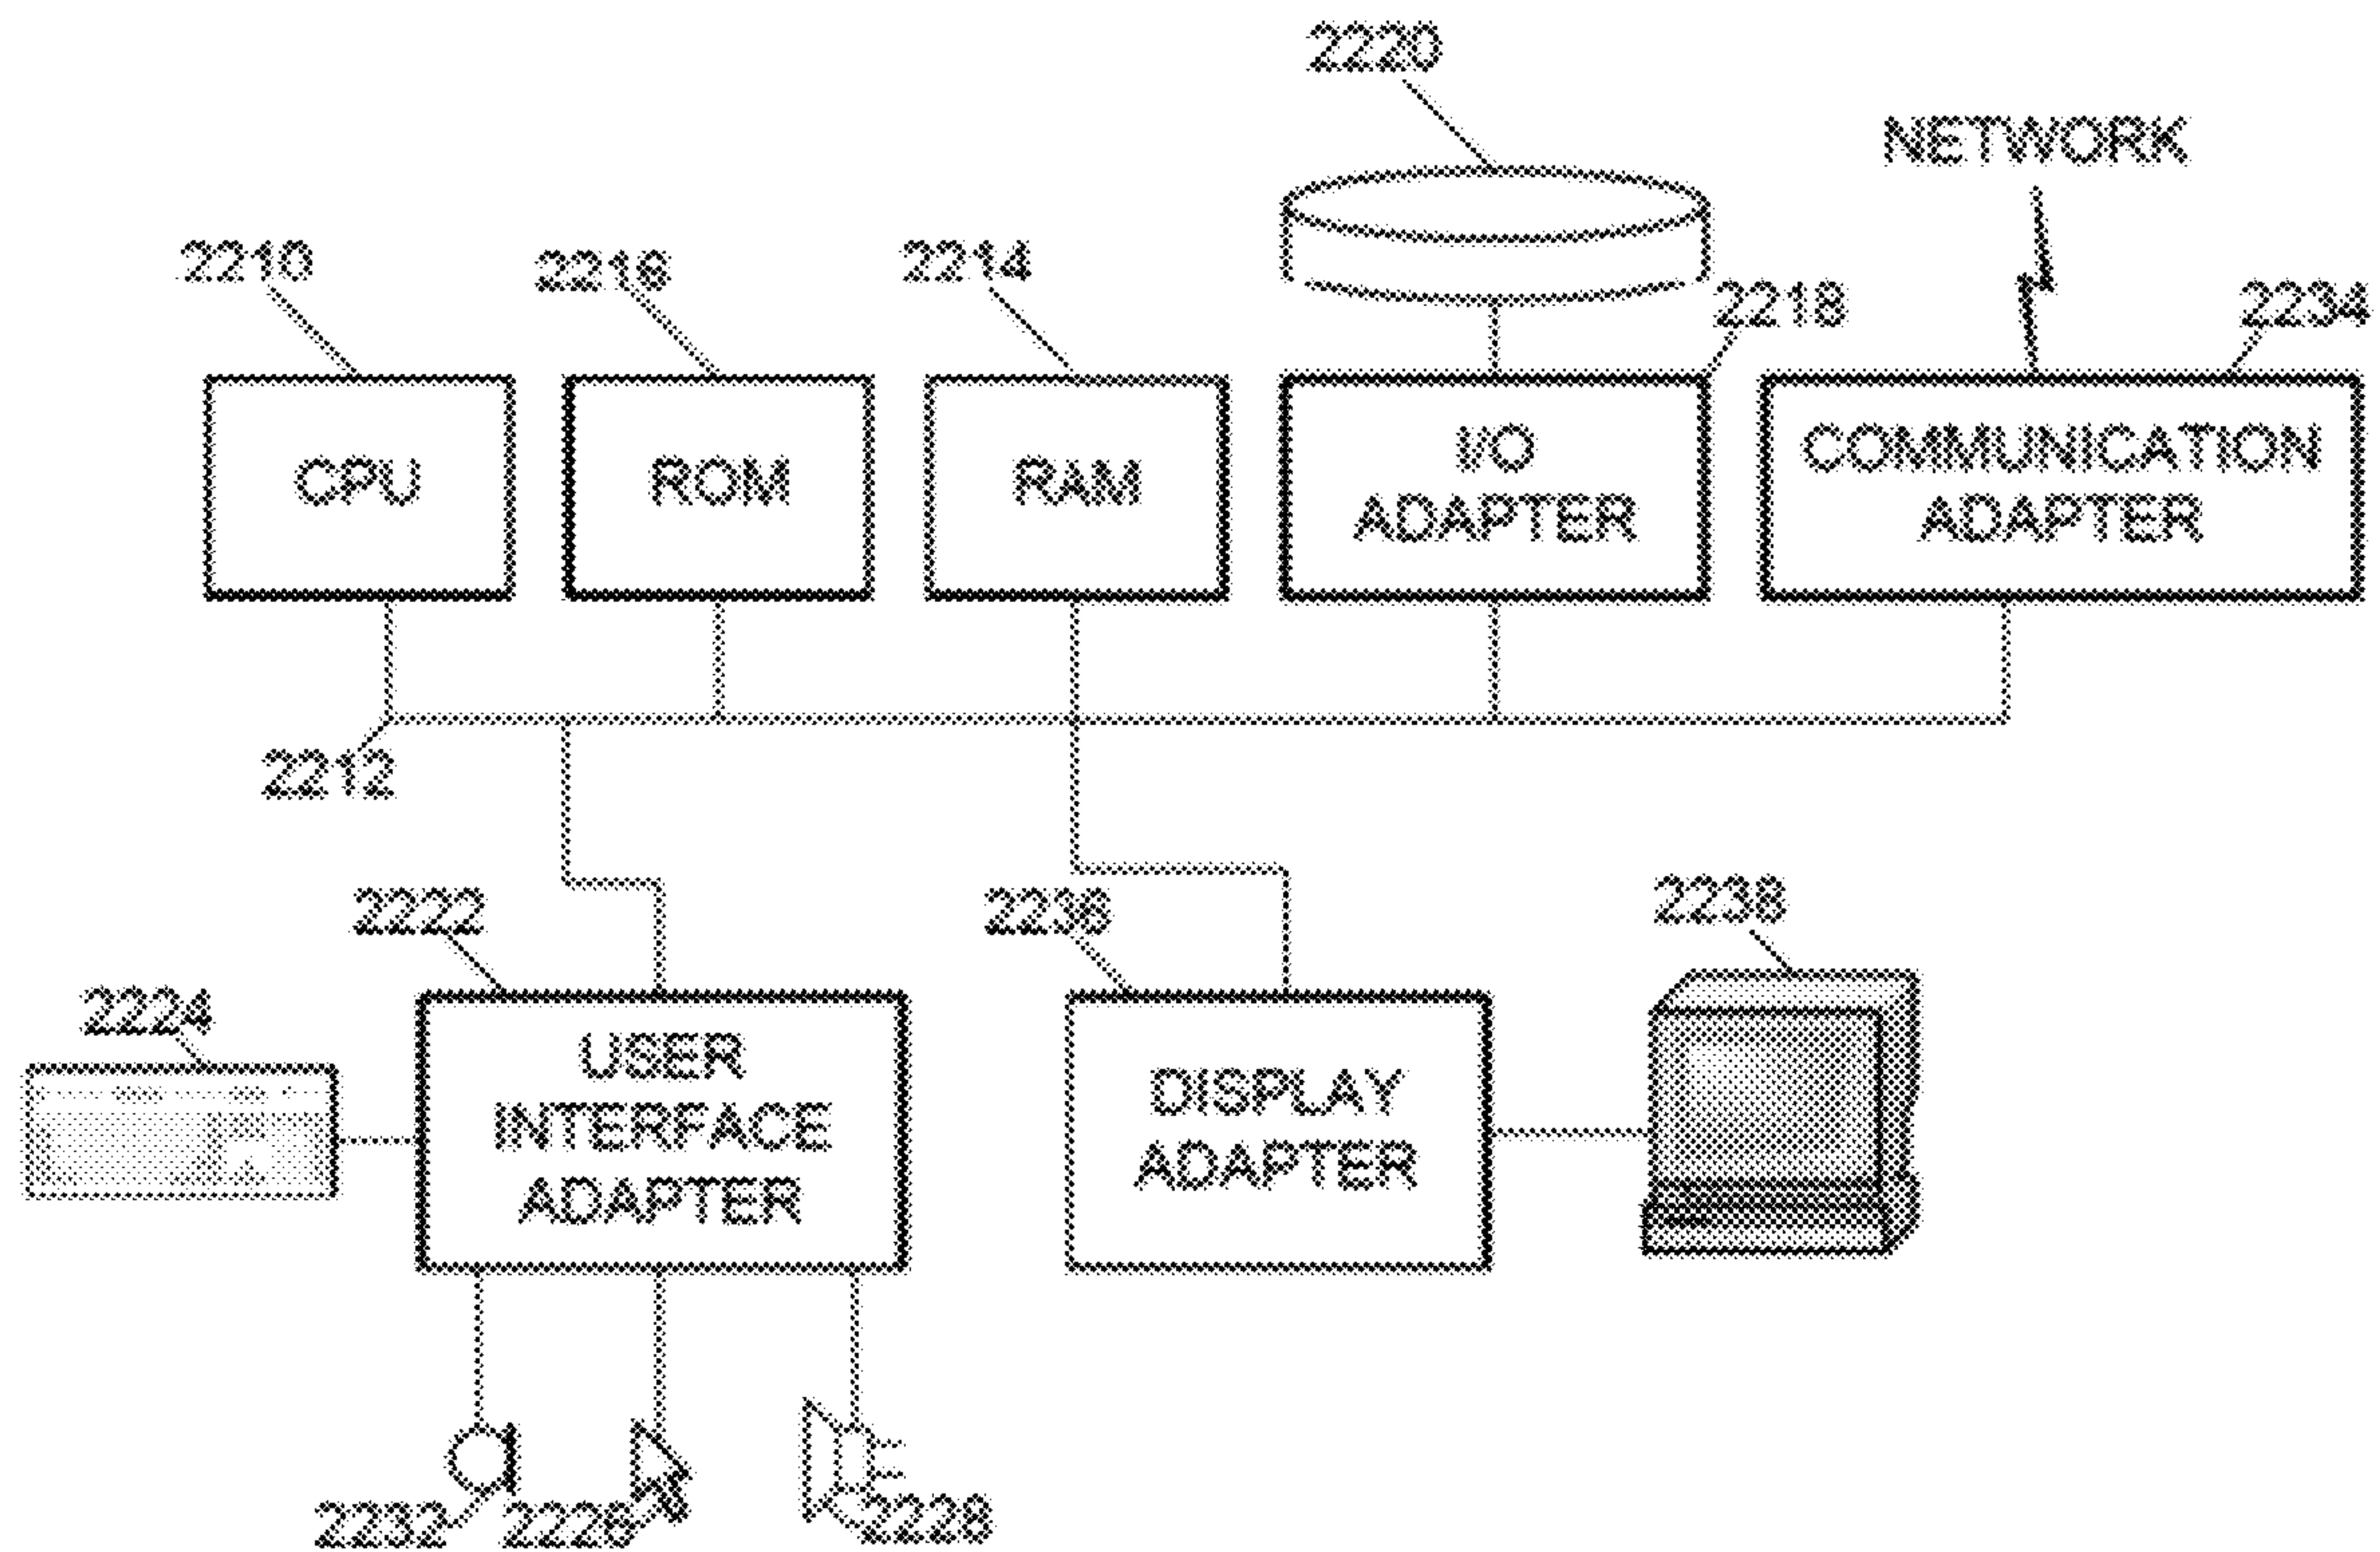 2220
NETWORK
2210
2216
2214
2218
2234
CPU
ROM
RAM
I/O
ADAPTER
COMMUNICATION
ADAPTER
2212
2222
2236
2238
2224
USER
INTERFACE
ADAPTER
DISPLAY
ADAPTER
2232
2226
2228